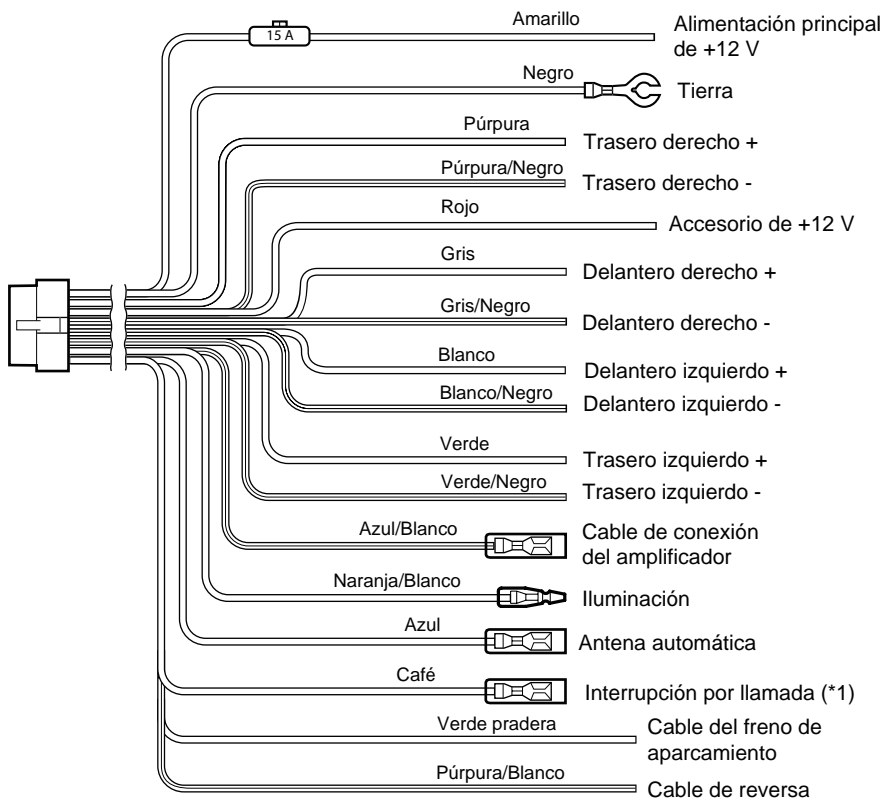 Amarillo
15 A
Alimentación principal
de +12 V
Negro
Tierra
Púrpura
Trasero derecho +
Púrpura/Negro
Trasero derecho -
Rojo
Accesorio de +12 V
Gris
Delantero derecho +
Gris/Negro
Delantero derecho -
Blanco
Delantero izquierdo +
Blanco/Negro
Delantero izquierdo -
Verde
Trasero izquierdo +
Verde/Negro
Trasero izquierdo -
Azul/Blanco
Cable de conexión
del amplificador
Naranja/Blanco
Iluminación
Azul
Antena automática
Café
Interrupción por llamada (*1)
Verde pradera
Cable del freno de
aparcamiento
Púrpura/Blanco
Cable de reversa